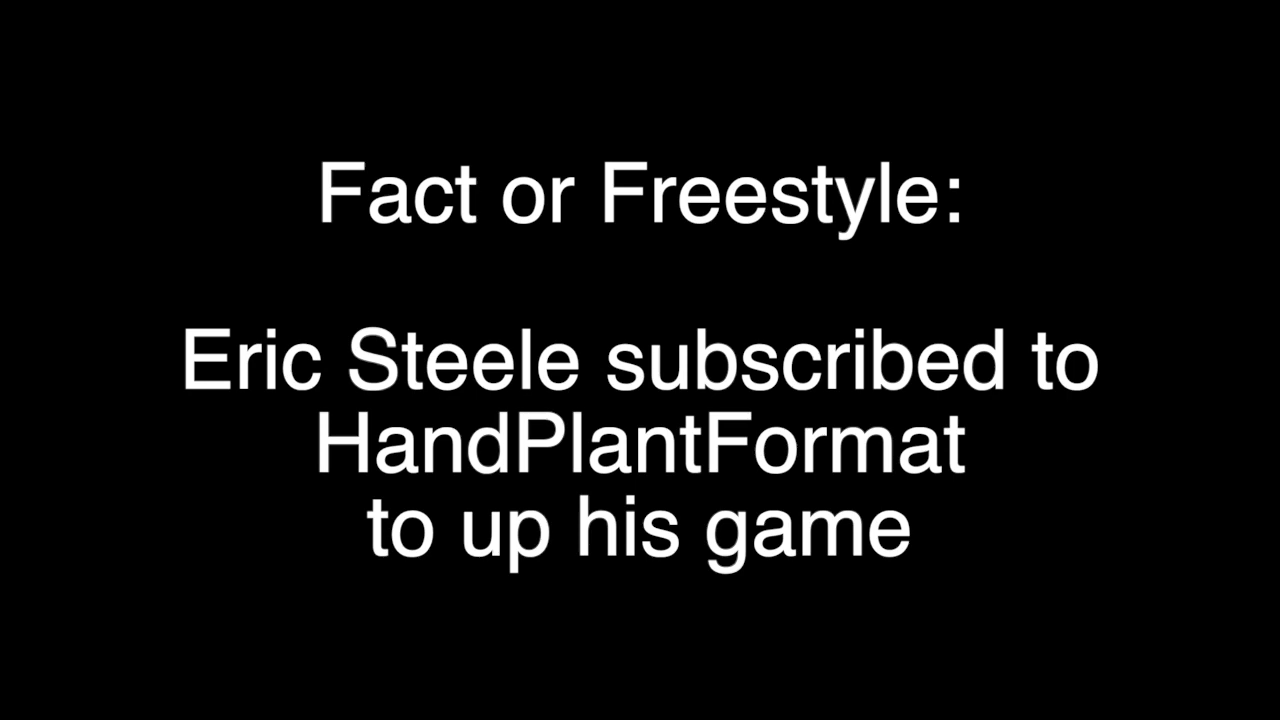 Fact or Freestyle:
Eric Steele subscribed to
HandPlantFormat
to up his game